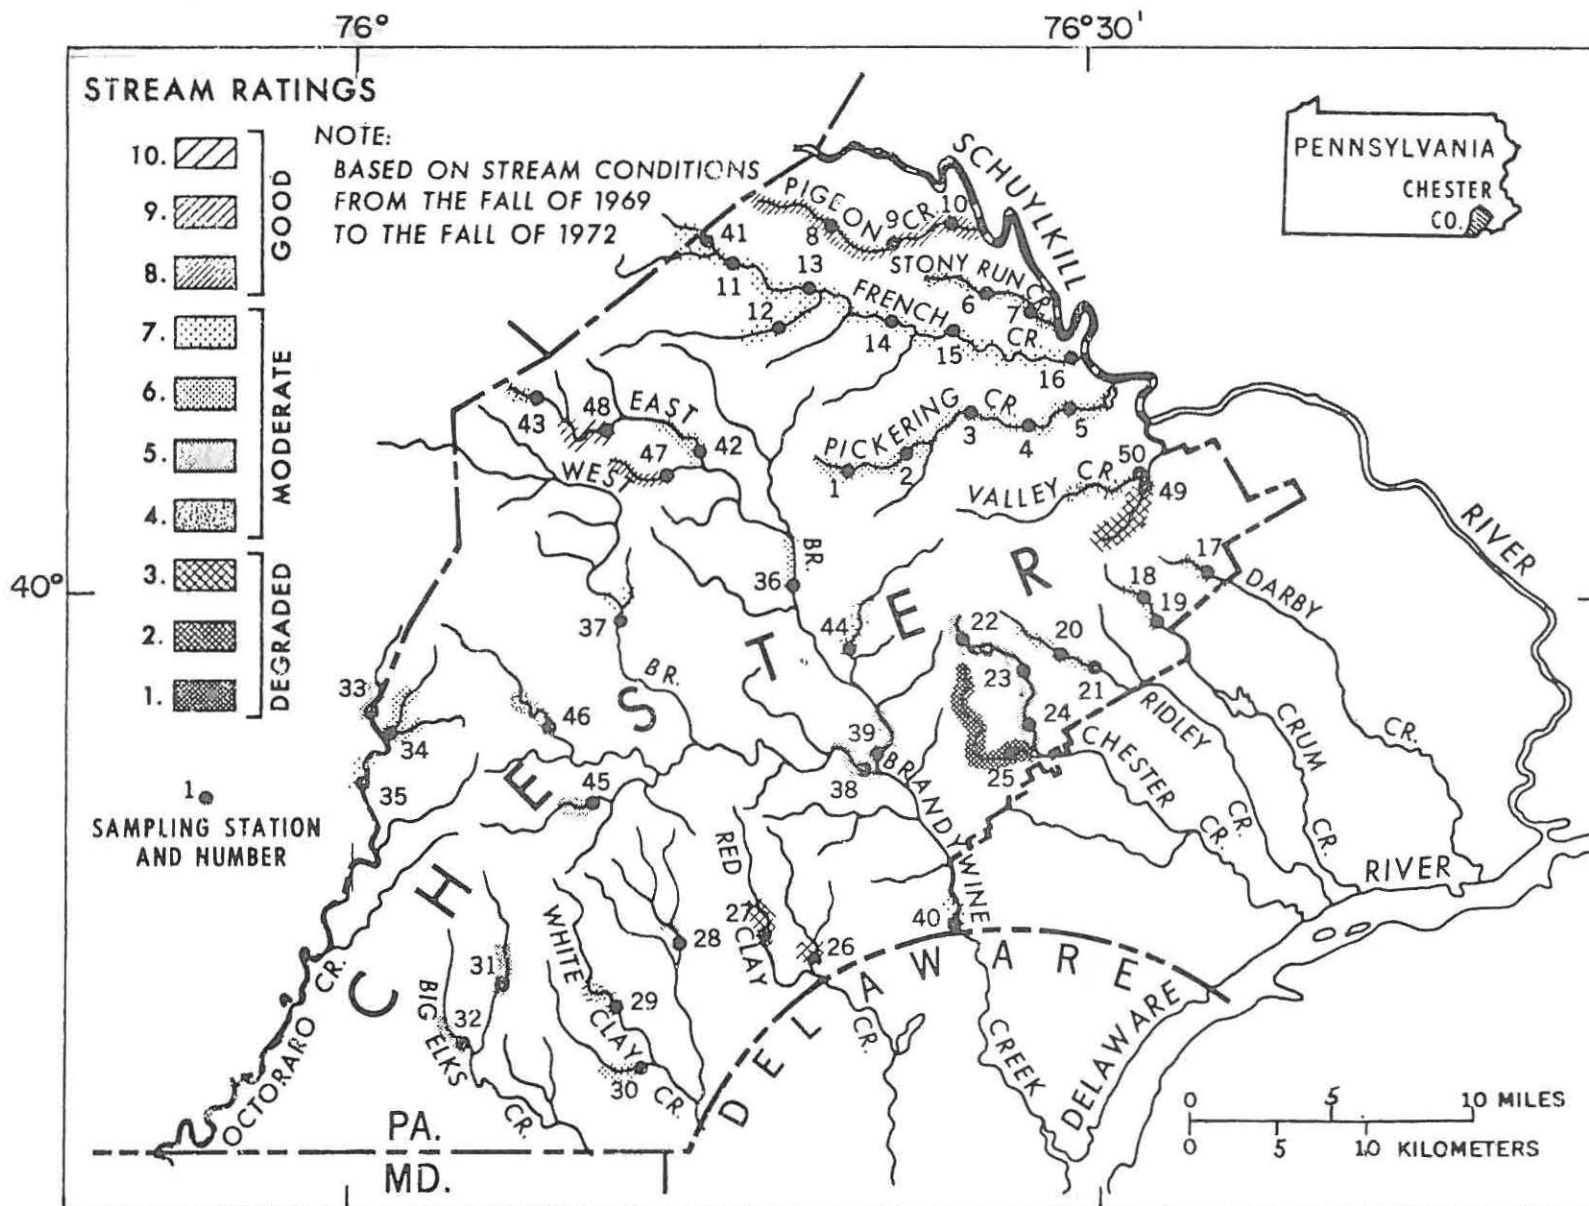 76°
76°30'
STREAM RATINGS
10.
9.
8.
GOOD
7.
6.
5.
4.
MODERATE
3.
2.
1.
DEGRADED
NOTE:
BASED ON STREAM CONDITIONS
FROM THE FALL OF 1969
TO THE FALL OF 1972
PENNSYLVANIA
CHESTER
CO.
40°
1
SAMPLING STATION
AND NUMBER
SCHUYLKILL
RIVER
PIGEON CR.
8
9
10
STONY RUN CR.
6
7
41
11
13
12
FRENCH CR.
14
15
16
43
48
EAST
BR.
47
42
WEST
BR.
PICKERING CR.
1
2
3
4
5
VALLEY CR.
50
49
17
DARBY
CR.
18
19
36
37
44
22
20
23
21
24
25
RIDLEY
CR.
CRUM
CR.
CHESTER
CR.
33
34
35
46
45
39
38
BRANDYWINE
CREEK
40
RED
CLAY
CR.
27
26
28
WHITE
CLAY
CR.
29
30
31
32
BIG
ELKS
CR.
OCTORARO CR.
CHESTER
DELAWARE
DELAWARE
RIVER
PA.
MD.
0 5 10 MILES
0 5 10 KILOMETERS